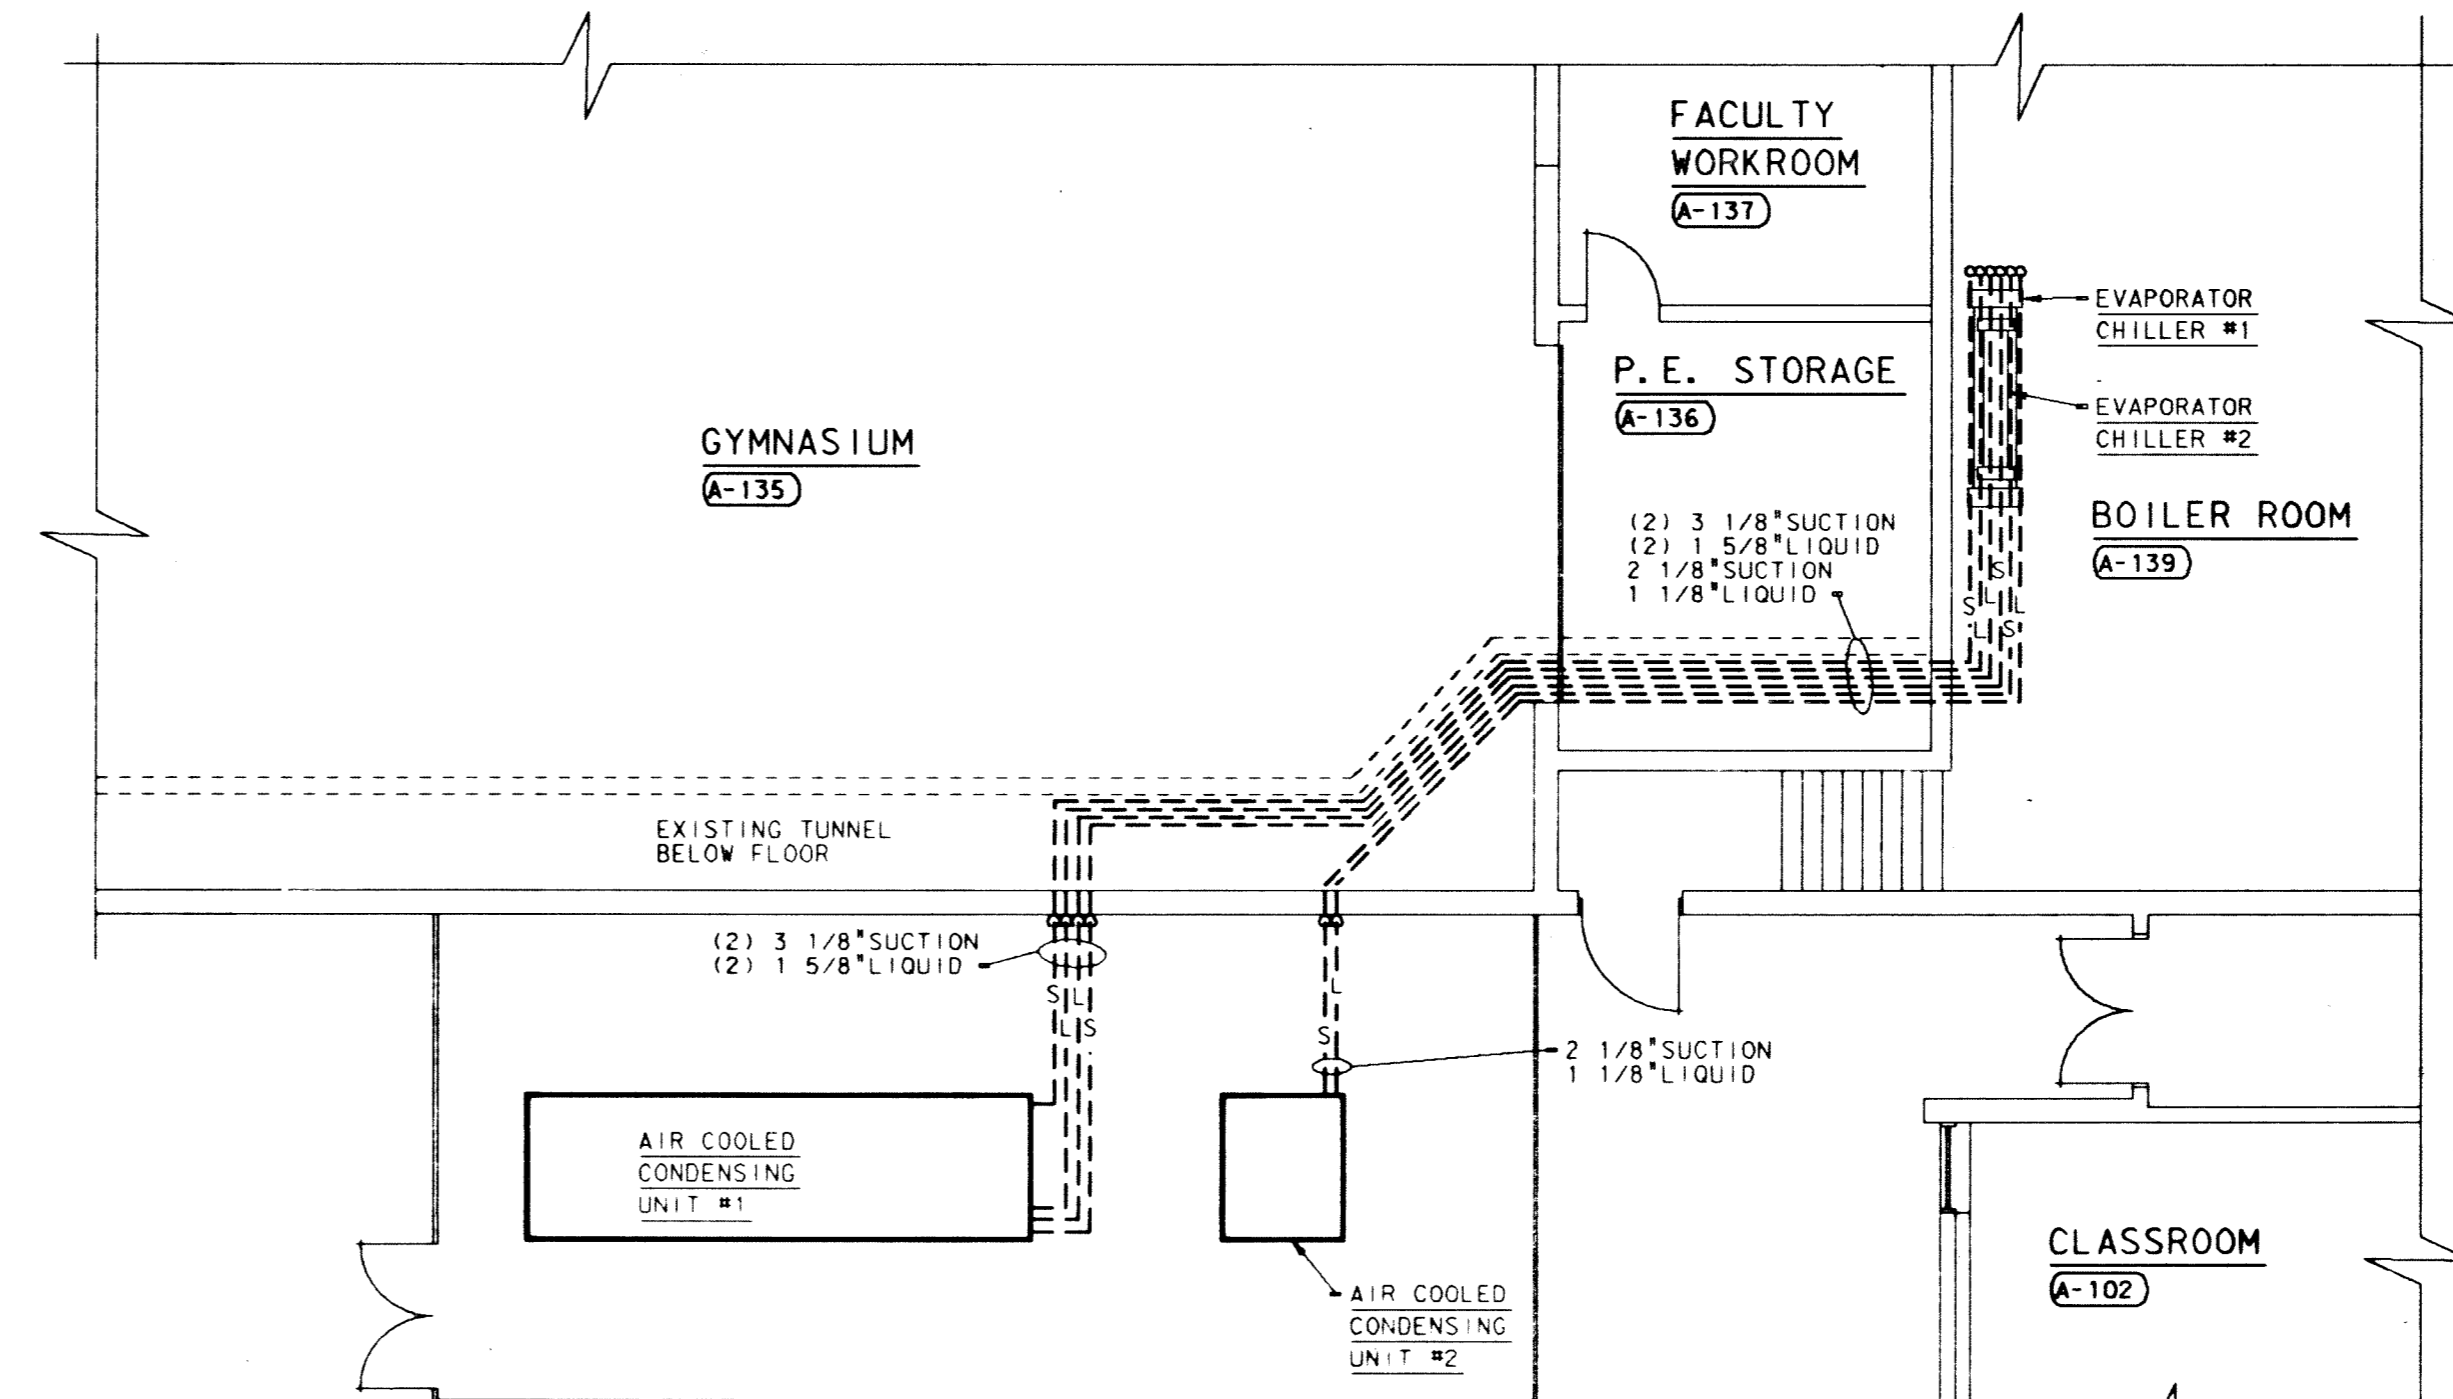 FACULTY
WORKROOM
A-137
EVAPORATOR
CHILLER #1
P.E. STORAGE
A-136
EVAPORATOR
CHILLER #2
GYMNASIUM
A-135
(2) 3 1/8"SUCTION
(2) 1 5/8"LIQUID
2 1/8"SUCTION
1 1/8"LIQUID
BOILER ROOM
A-139
S
S
L
L
L
S
EXISTING TUNNEL
BELOW FLOOR
(2) 3 1/8"SUCTION
(2) 1 5/8"LIQUID
S
L
L
S
L
S
2 1/8"SUCTION
1 1/8"LIQUID
AIR COOLED
CONDENSING
UNIT #1
AIR COOLED
CONDENSING
UNIT #2
CLASSROOM
A-102